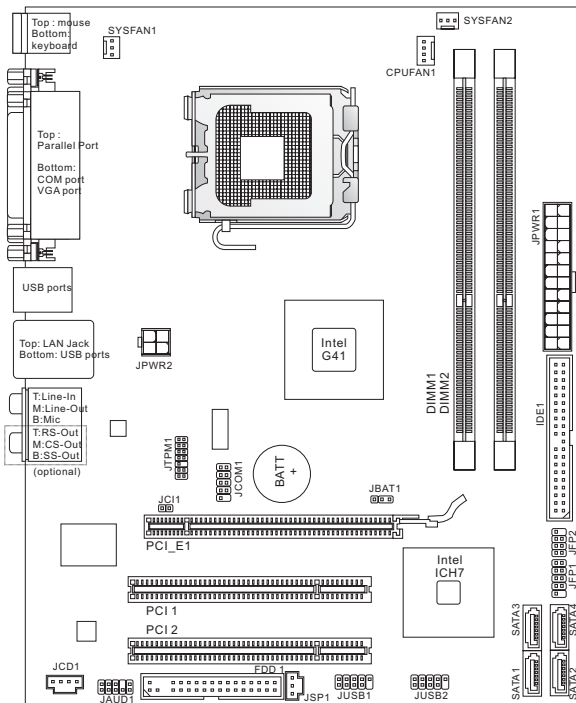 Top : mouse
Bottom:
keyboard
SYSFAN1
SYSFAN2
CPUFAN1
Top :
Parallel Port
Bottom:
COM port
VGA port
JPWR1
USB ports
Top: LAN Jack
Bottom: USB ports
JPWR2
Intel
G41
DIMM1
DIMM2
IDE1
T:Line-In
M:Line-Out
B:Mic
T:RS-Out
M:CS-Out
B:SS-Out
(optional)
JTPM1
JCOM1
BATT
+
JBAT1
JCI1
PCI_E1
Intel
ICH7
JFP2
JFP1
PCI 1
SATA3
SATA4
PCI 2
JCD1
FDD 1
SATA1
SATA2
JAUD1
JSP1
JUSB1
JUSB2